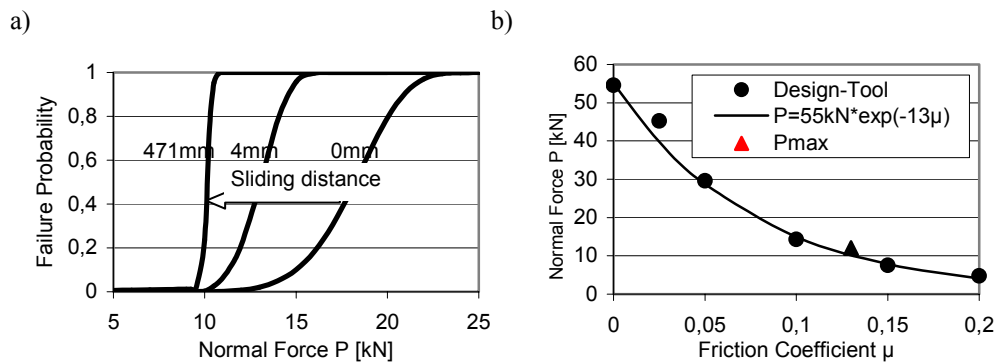 a)
Failure Probability
1
0,8
0,6
0,4
0,2
0
471mm 4mm 0mm
Sliding distance
5 10 15 20 25
Normal Force P [kN]
b)
Normal Force P [kN]
60
50
40
30
20
10
0
Design-Tool
P=55kN*exp(-13µ)
Pmax
0 0,05 0,1 0,15 0,2
Friction Coefficient µ